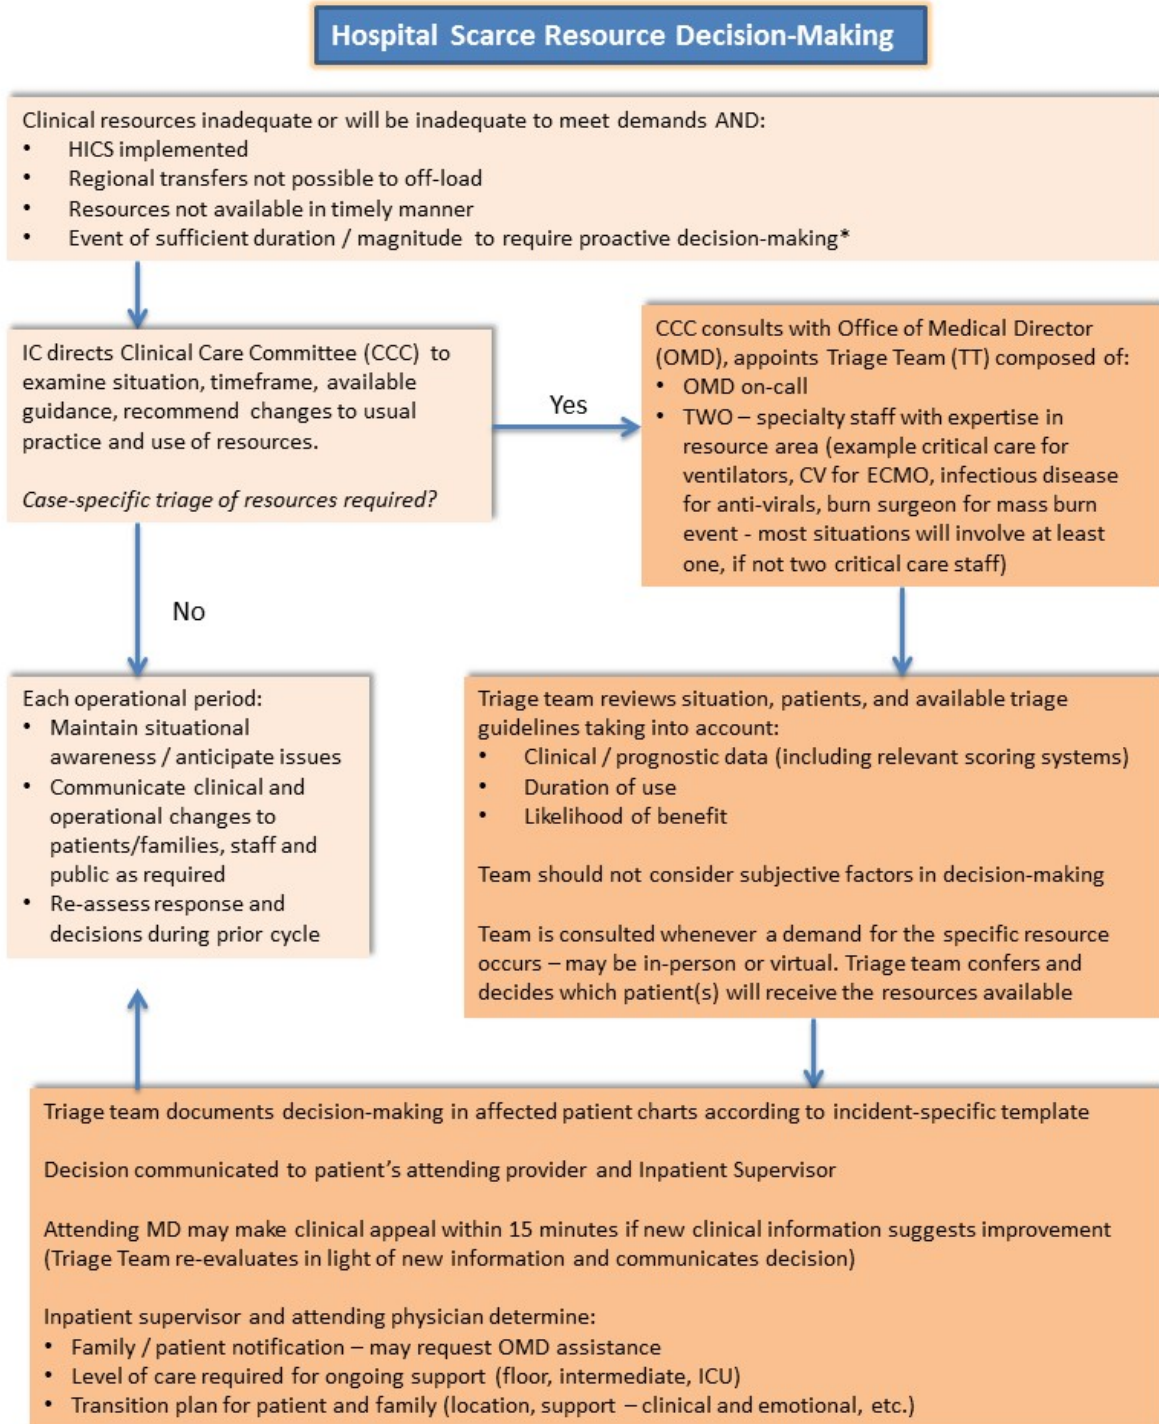 Hospital Scarce Resource Decision-Making
Clinical resources inadequate or will be inadequate to meet demands AND:
• HICS implemented
• Regional transfers not possible to off-load
• Resources not available in timely manner
• Event of sufficient duration / magnitude to require proactive decision-making*
IC directs Clinical Care Committee (CCC) to
examine situation, timeframe, available
guidance, recommend changes to usual
practice and use of resources.
Case-specific triage of resources required?
Yes
CCC consults with Office of Medical Director
(OMD), appoints Triage Team (TT) composed of:
• OMD on-call
• TWO – specialty staff with expertise in
resource area (example critical care for
ventilators, CV for ECMO, infectious disease
for anti-virals, burn surgeon for mass burn
event - most situations will involve at least
one, if not two critical care staff)
No
Each operational period:
• Maintain situational
awareness / anticipate issues
• Communicate clinical and
operational changes to
patients/families, staff and
public as required
• Re-assess response and
decisions during prior cycle
Triage team reviews situation, patients, and available triage
guidelines taking into account:
• Clinical / prognostic data (including relevant scoring systems)
• Duration of use
• Likelihood of benefit
Team should not consider subjective factors in decision-making
Team is consulted whenever a demand for the specific resource
occurs – may be in-person or virtual. Triage team confers and
decides which patient(s) will receive the resources available
Triage team documents decision-making in affected patient charts according to incident-specific template
Decision communicated to patient's attending provider and Inpatient Supervisor
Attending MD may make clinical appeal within 15 minutes if new clinical information suggests improvement
(Triage Team re-evaluates in light of new information and communicates decision)
Inpatient supervisor and attending physician determine:
• Family / patient notification – may request OMD assistance
• Level of care required for ongoing support (floor, intermediate, ICU)
• Transition plan for patient and family (location, support – clinical and emotional, etc.)